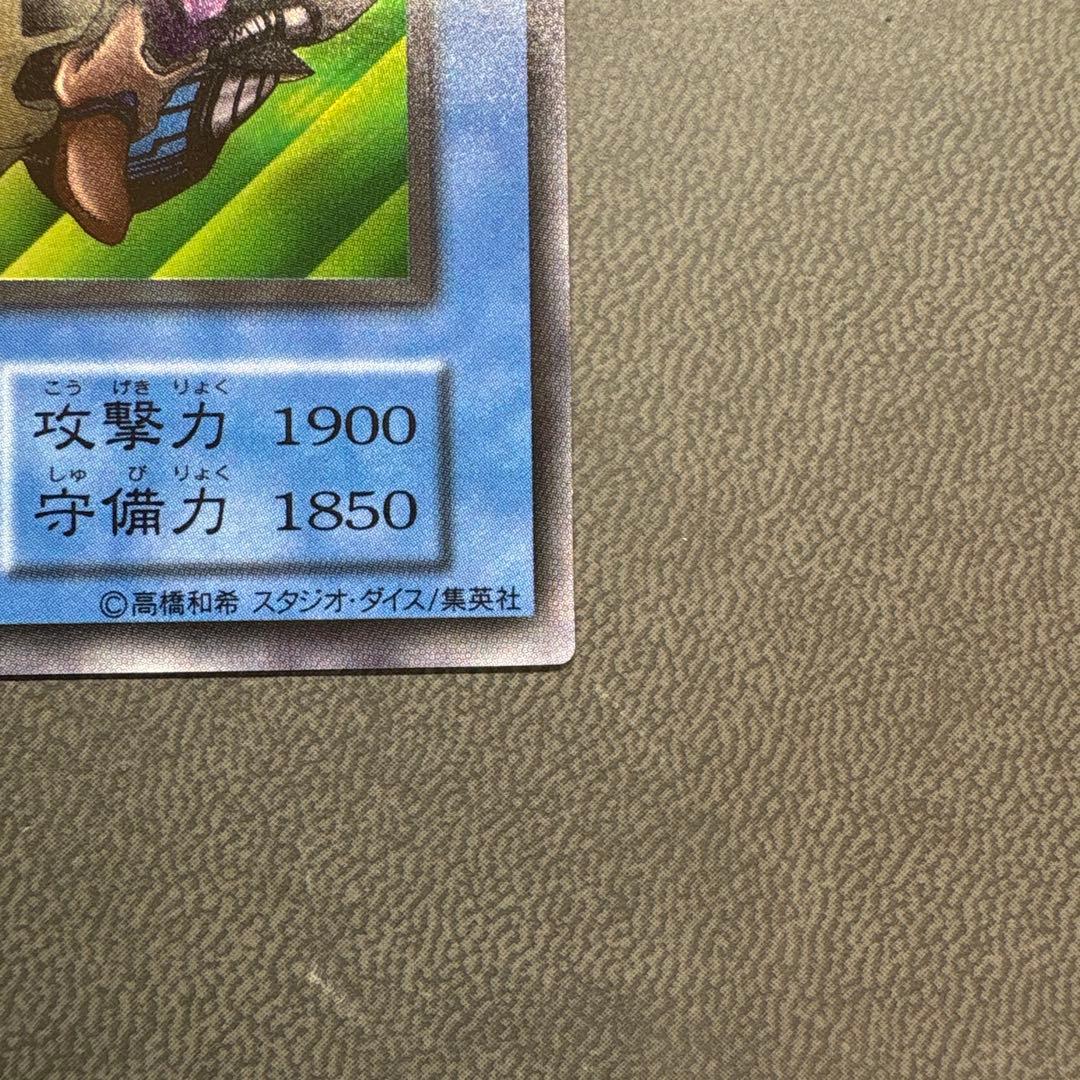 こうげきりょく
攻撃力 1900
しゅびりょく
守備力 1850
©高橋和希 スタジオ・ダイス/集英社